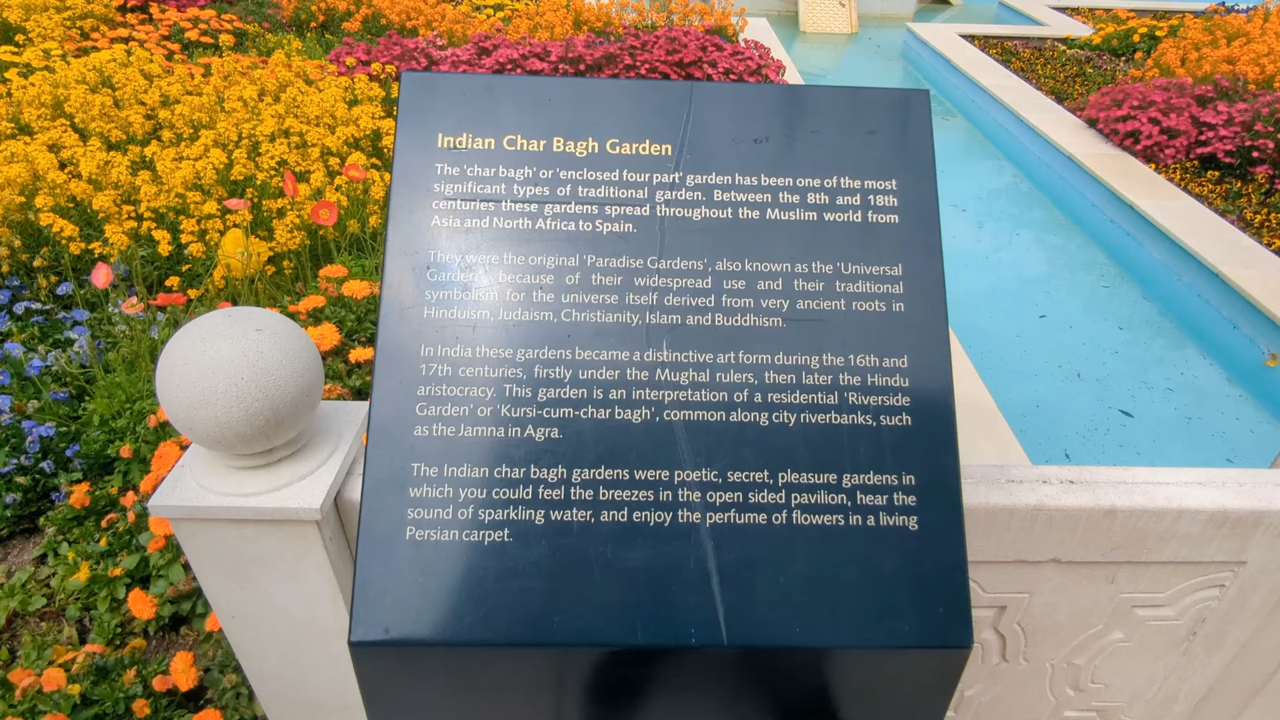 Indian Char Bagh Garden
The 'char bagh' or 'enclosed four part' garden has been one of the most
significant types of traditional garden. Between the 8th and 18th
centuries these gardens spread throughout the Muslim world from
Asia and North Africa to Spain.
They were the original 'Paradise Gardens', also known as the 'Universal
Garden' because of their widespread use and their traditional
symbolism for the universe itself derived from very ancient roots in
Hinduism, Judaism, Christianity, Islam and Buddhism.
In India these gardens became a distinctive art form during the 16th and
17th centuries, firstly under the Mughal rulers, then later the Hindu
aristocracy. This garden is an interpretation of a residential 'Riverside
Garden' or 'Kursi-cum-char bagh', common along city riverbanks, such
as the Jamna in Agra.
The Indian char bagh gardens were poetic, secret, pleasure gardens in
which you could feel the breezes in the open sided pavilion, hear the
sound of sparkling water, and enjoy the perfume of flowers in a living
Persian carpet.